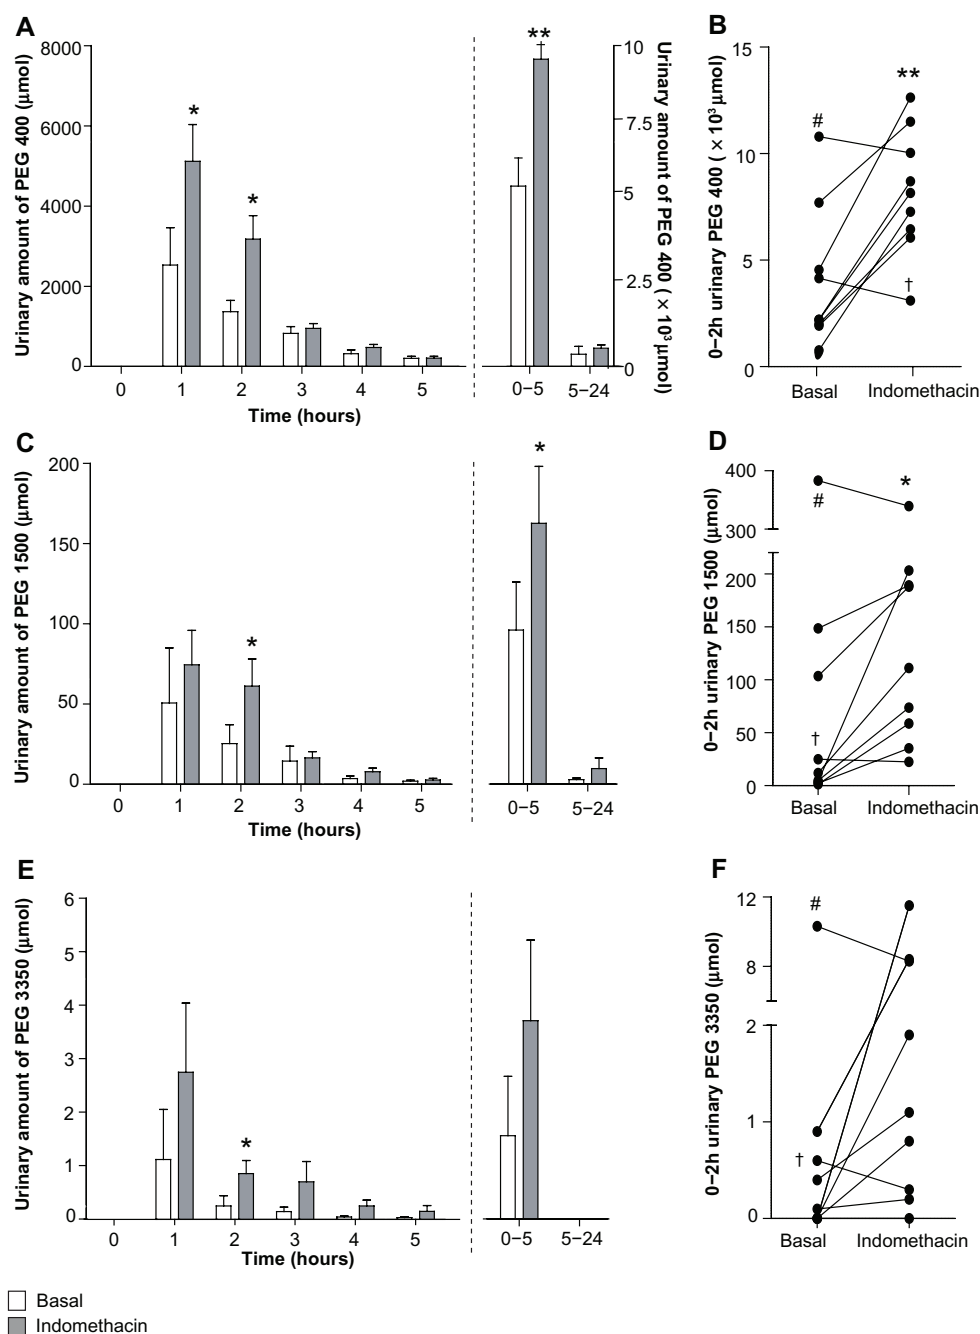 A
Urinary amount of PEG 400 (μmol)
8000
6000
4000
2000
0
*
*
**
†
10
7.5
5
2.5
0
Urinary amount of PEG 400 ( × 10³ μmol)
0 1 2 3 4 5 0–5 5–24
Time (hours)
B
0–2h urinary PEG 400 ( × 10³ μmol)
15
10
5
0
#
**
†
Basal Indomethacin
C
Urinary amount of PEG 1500 (μmol)
200
150
100
50
0
*
*
0 1 2 3 4 5 0–5 5–24
Time (hours)
D
0–2h urinary PEG 1500 (μmol)
400
300
200
150
100
50
0
#
*
†
Basal Indomethacin
E
Urinary amount of PEG 3350 (μmol)
6
5
4
3
2
1
0
*
0 1 2 3 4 5 0–5 5–24
Time (hours)
F
0–2h urinary PEG 3350 (μmol)
12
8
2
1
0
#
†
Basal Indomethacin
Basal
Indomethacin